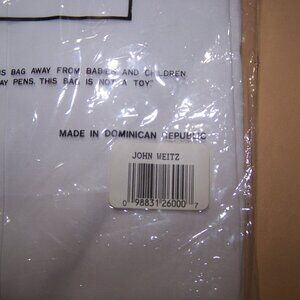 IS BAG AWAY FROM BABIES AND CHILDREN
AY PENS. THIS BAG IS NOT A TOY"
MADE IN DOMINICAN REPUBLIC
JOHN WEITZ
0 98831 26000 7